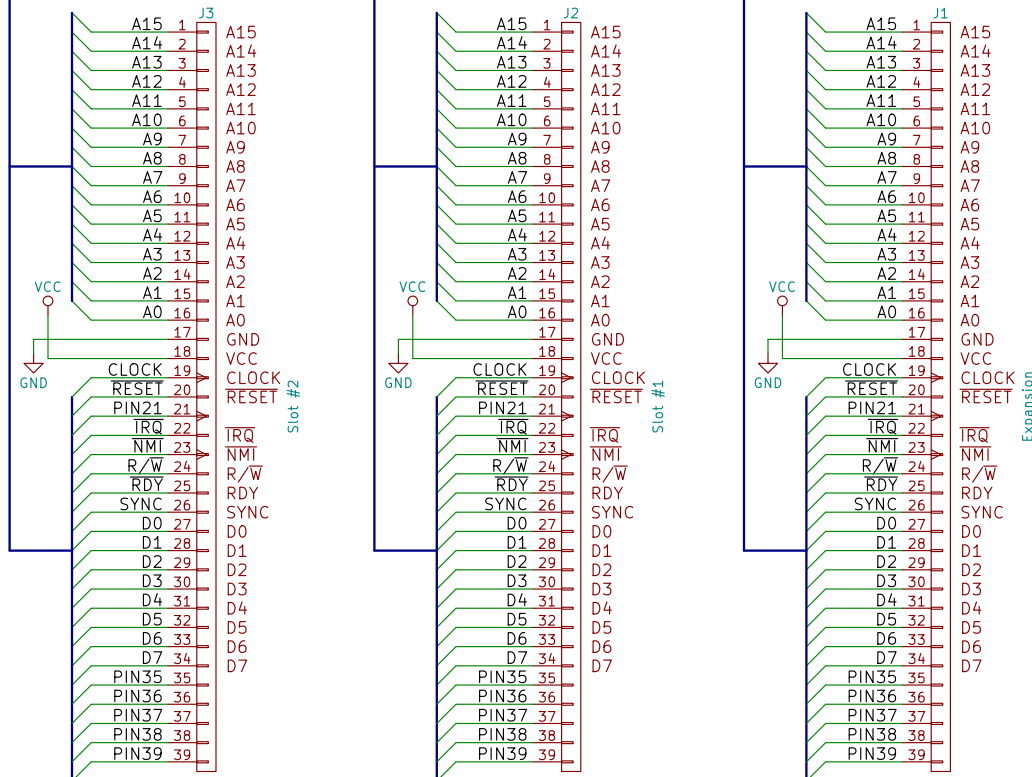 J3 J2 J1
A15 1 A15 A15 1 A15 A15 1 A15
A14 2 A14 A14 2 A14 A14 2 A14
A13 3 A13 A13 3 A13 A13 3 A13
A12 4 A12 A12 4 A12 A12 4 A12
A11 5 A11 A11 5 A11 A11 5 A11
A10 6 A10 A10 6 A10 A10 6 A10
A9 7 A9 A9 7 A9 A9 7 A9
A8 8 A8 A8 8 A8 A8 8 A8
A7 9 A7 A7 9 A7 A7 9 A7
A6 10 A6 A6 10 A6 A6 10 A6
A5 11 A5 A5 11 A5 A5 11 A5
A4 12 A4 A4 12 A4 A4 12 A4
A3 13 A3 A3 13 A3 A3 13 A3
A2 14 A2 A2 14 A2 A2 14 A2
VCC A1 15 A1 VCC A1 15 A1 VCC A1 15 A1
A0 16 A0 A0 16 A0 A0 16 A0
17 GND 17 GND 17 GND
18 VCC 18 VCC 18 VCC
GND CLOCK 19 CLOCK GND CLOCK 19 CLOCK GND CLOCK 19 CLOCK
RESET 20 RESET RESET 20 RESET RESET 20 RESET
PIN21 21 Slot #2 PIN21 21 Slot #1 PIN21 21 Expansion
IRQ 22 IRQ IRQ 22 IRQ IRQ 22 IRQ
NMI 23 NMI NMI 23 NMI NMI 23 NMI
R/W 24 R/W R/W 24 R/W R/W 24 R/W
RDY 25 RDY RDY 25 RDY RDY 25 RDY
SYNC 26 SYNC SYNC 26 SYNC SYNC 26 SYNC
D0 27 D0 D0 27 D0 D0 27 D0
D1 28 D1 D1 28 D1 D1 28 D1
D2 29 D2 D2 29 D2 D2 29 D2
D3 30 D3 D3 30 D3 D3 30 D3
D4 31 D4 D4 31 D4 D4 31 D4
D5 32 D5 D5 32 D5 D5 32 D5
D6 33 D6 D6 33 D6 D6 33 D6
D7 34 D7 D7 34 D7 D7 34 D7
PIN35 35 PIN35 35 PIN35 35
PIN36 36 PIN36 36 PIN36 36
PIN37 37 PIN37 37 PIN37 37
PIN38 38 PIN38 38 PIN38 38
PIN39 39 PIN39 39 PIN39 39